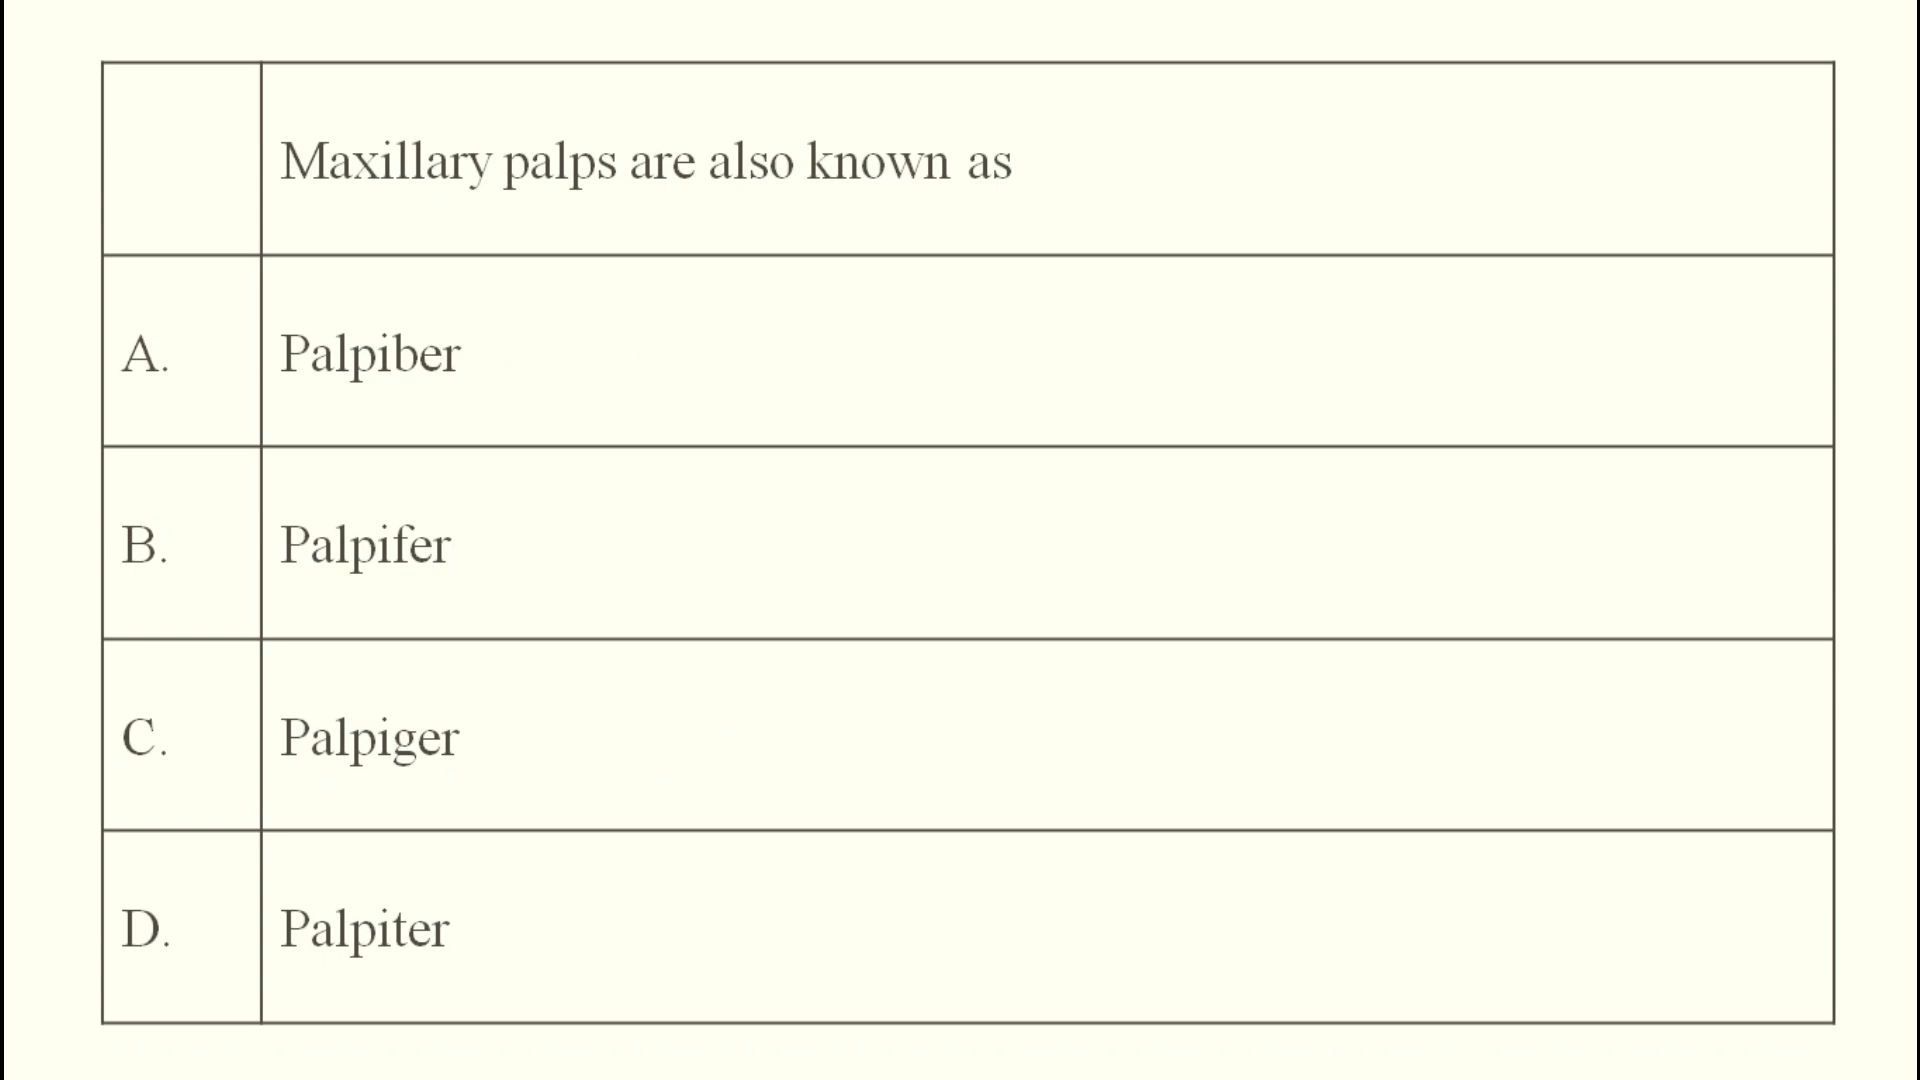 Maxillary palps are also known as
A. Palpiber
B. Palpifer
C. Palpiger
D. Palpiter